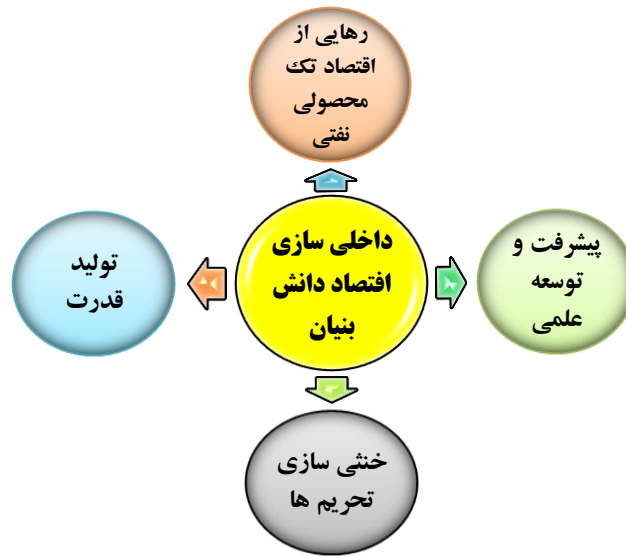 رهایی از
اقتصاد تک
محصولی
نفتی
داخلی سازی
افتصاد دانش
بنیان
پیشرفت و
توسعه
علمی
تولید
قدرت
خنثی سازی
تحریم ها